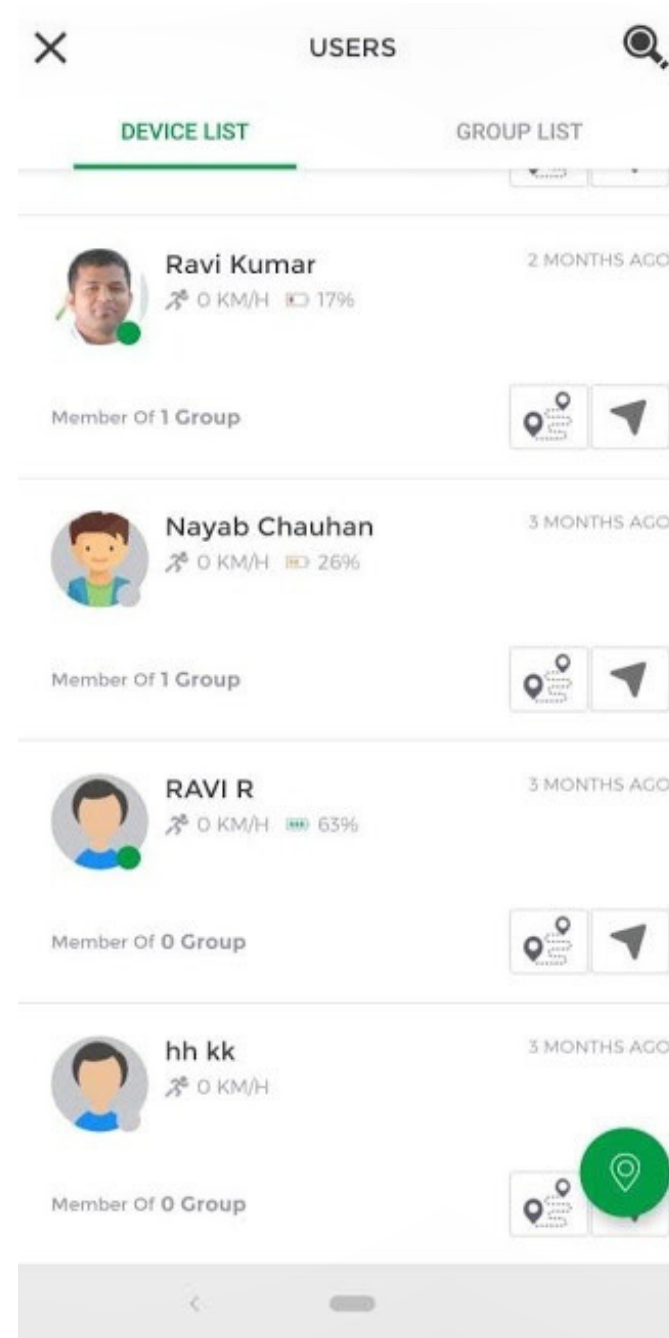 USERS
DEVICE LIST GROUP LIST
Ravi Kumar 2 MONTHS AGO
0 KM/H 17%
Member Of 1 Group
Nayab Chauhan 3 MONTHS AGO
0 KM/H 26%
Member Of 1 Group
RAVI R 3 MONTHS AGO
0 KM/H 63%
Member Of 0 Group
hh kk 3 MONTHS AGO
0 KM/H
Member Of 0 Group